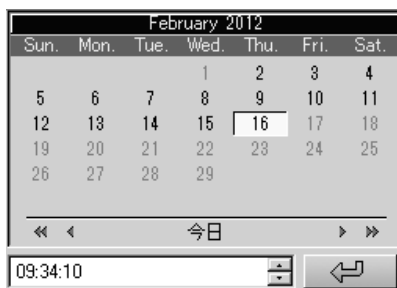 February 2012
Sun. Mon. Tue. Wed. Thu. Fri. Sat.
1 2 3 4
5 6 7 8 9 10 11
12 13 14 15 16 17 18
19 20 21 22 23 24 25
26 27 28 29
今日
09:34:10